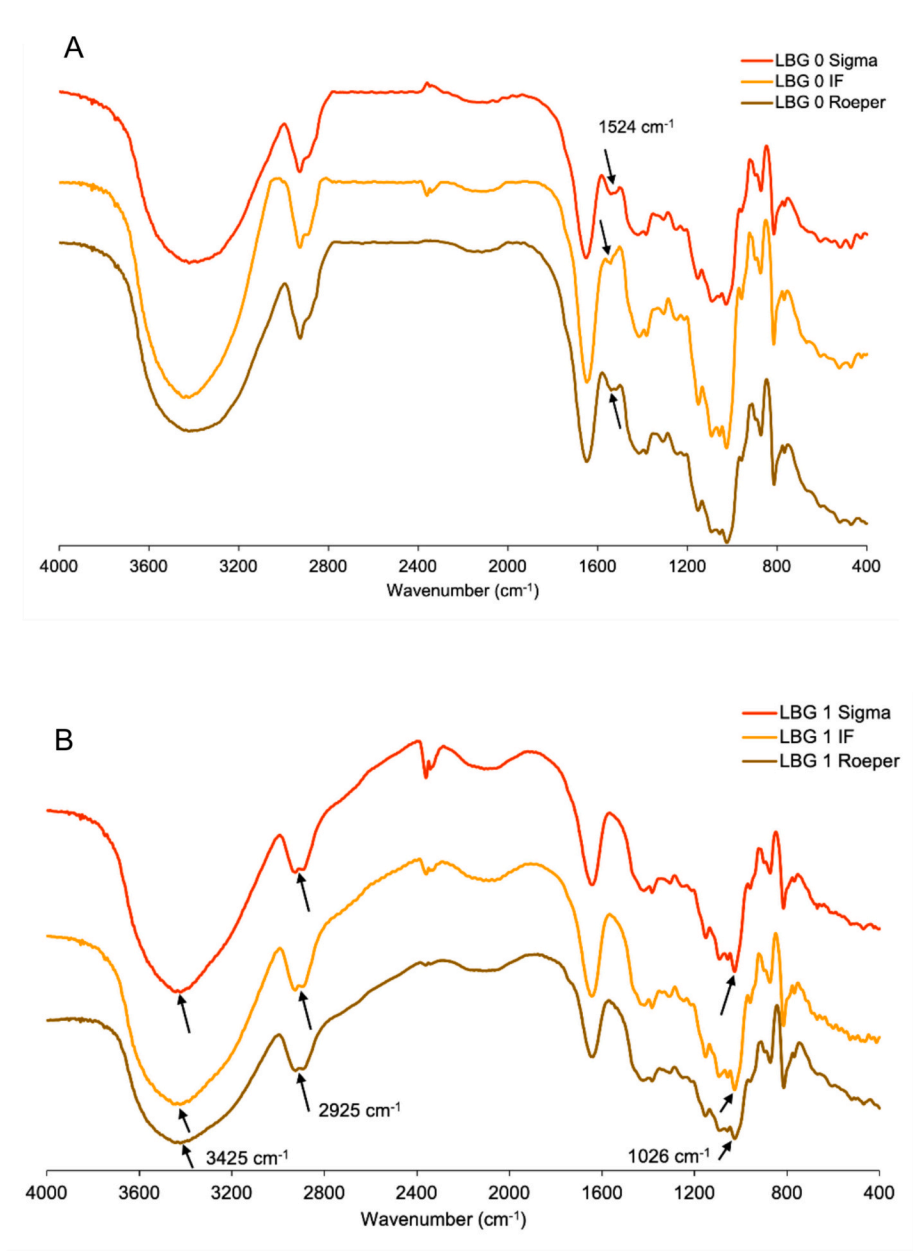 A
LBG 0 Sigma
LBG 0 IF
LBG 0 Roeper
1524 cm-1
4000 3600 3200 2800 2400 2000 1600 1200 800 400
Wavenumber (cm-1)
B
LBG 1 Sigma
LBG 1 IF
LBG 1 Roeper
2925 cm-1
3425 cm-1
1026 cm-1
4000 3600 3200 2800 2400 2000 1600 1200 800 400
Wavenumber (cm-1)